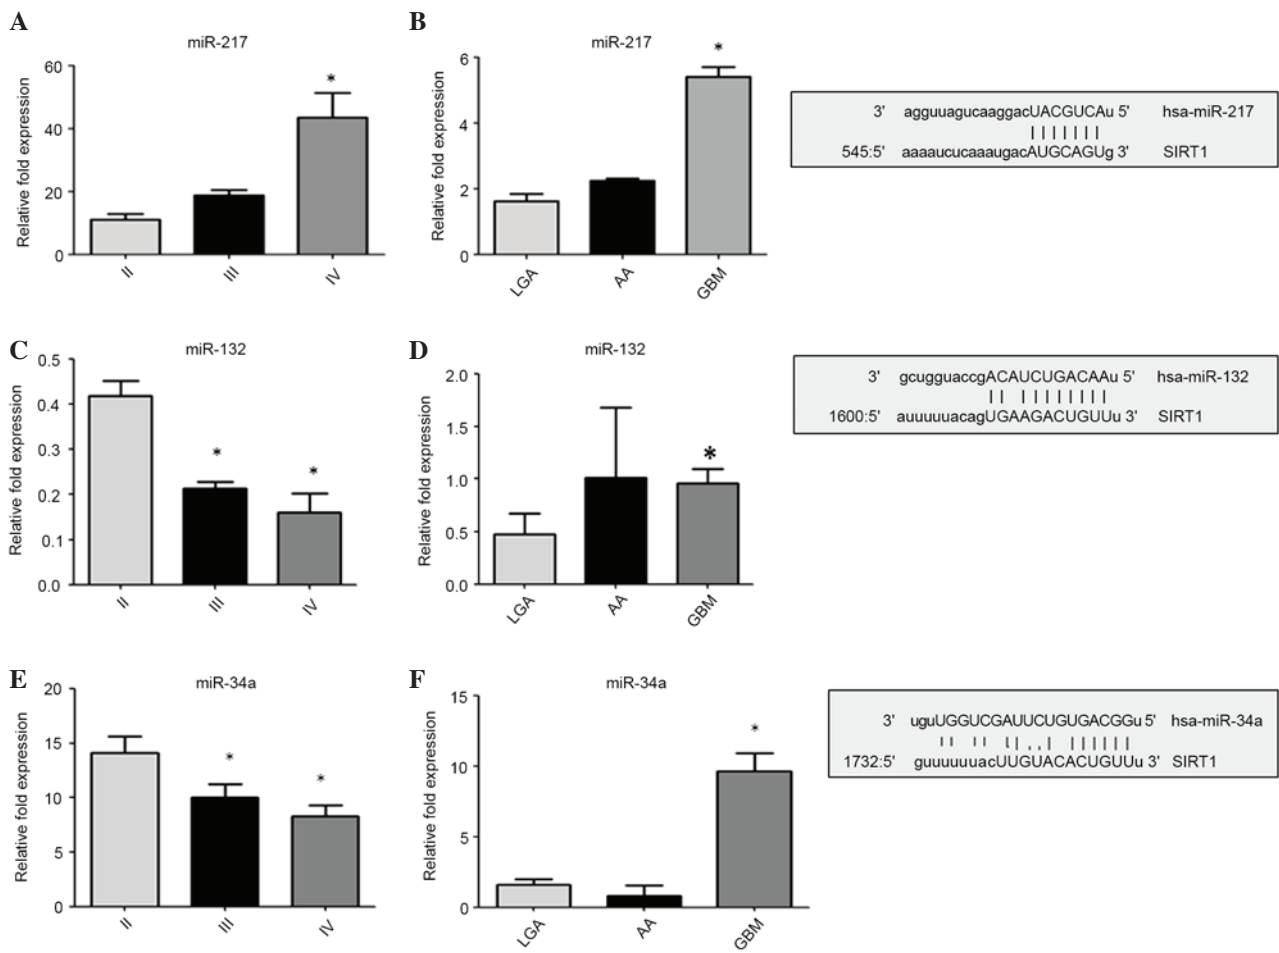 A
miR-217
Relative fold expression
60
40
20
0
II
III
IV
*
B
miR-217
Relative fold expression
6
4
2
0
LGA
AA
GBM
*
3' agguuagucaaggacUACGUCAu 5' hsa-miR-217
545:5' aaaaucucaaaugacAUGCAGUg 3' SIRT1
C
miR-132
Relative fold expression
0.5
0.4
0.3
0.2
0.1
0.0
II
III
IV
*
*
D
miR-132
Relative fold expression
2.0
1.5
1.0
0.5
0.0
LGA
AA
GBM
*
3' gcugguaccgACAUCUGACAAu 5' hsa-miR-132
1600:5' auuuuuacagUGAAGACUGUUu 3' SIRT1
E
miR-34a
Relative fold expression
20
15
10
5
0
II
III
IV
*
*
F
miR-34a
Relative fold expression
15
10
5
0
LGA
AA
GBM
*
3' uguUGGUCGAUUCUGUGACGGu 5' hsa-miR-34a
1732:5' guuuuuuacUUGUACACUGUUu 3' SIRT1